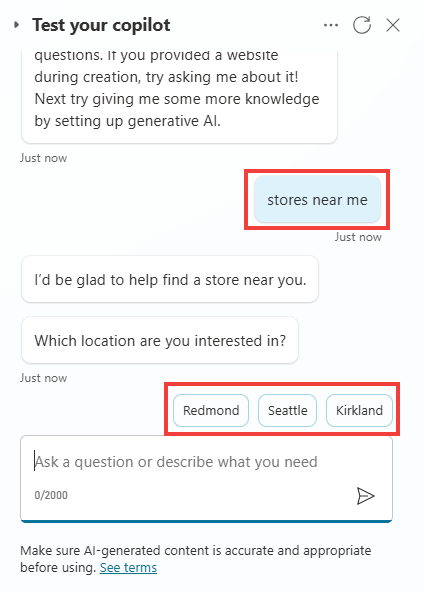 Test your copilot
questions. If you provided a website
during creation, try asking me about it!
Next try giving me some more knowledge
by setting up generative AI.
Just now
stores near me
Just now
I'd be glad to help find a store near you.
Which location are you interested in?
Just now
Redmond Seattle Kirkland
Ask a question or describe what you need
0/2000
Make sure AI-generated content is accurate and appropriate
before using. See terms